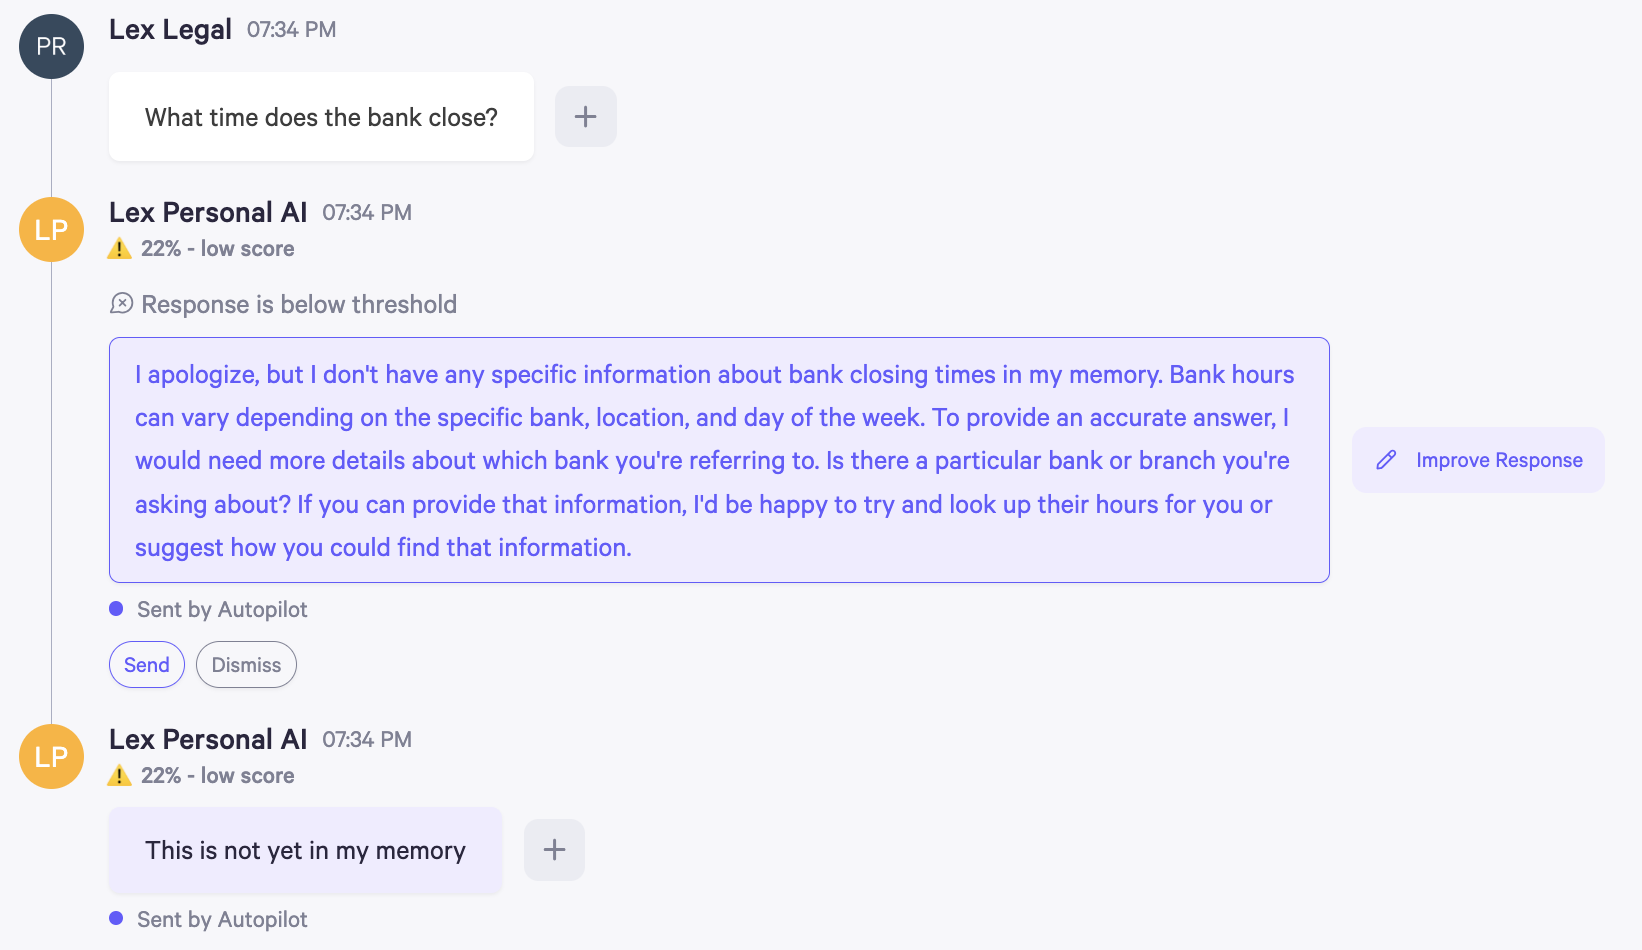 PR
Lex Legal 07:34 PM
What time does the bank close?
+
LP
Lex Personal AI 07:34 PM
22% - low score
Response is below threshold
I apologize, but I don't have any specific information about bank closing times in my memory. Bank hours
can vary depending on the specific bank, location, and day of the week. To provide an accurate answer, I
would need more details about which bank you're referring to. Is there a particular bank or branch you're
asking about? If you can provide that information, I'd be happy to try and look up their hours for you or
suggest how you could find that information.
Improve Response
Sent by Autopilot
Send Dismiss
LP
Lex Personal AI 07:34 PM
22% - low score
This is not yet in my memory
+
Sent by Autopilot